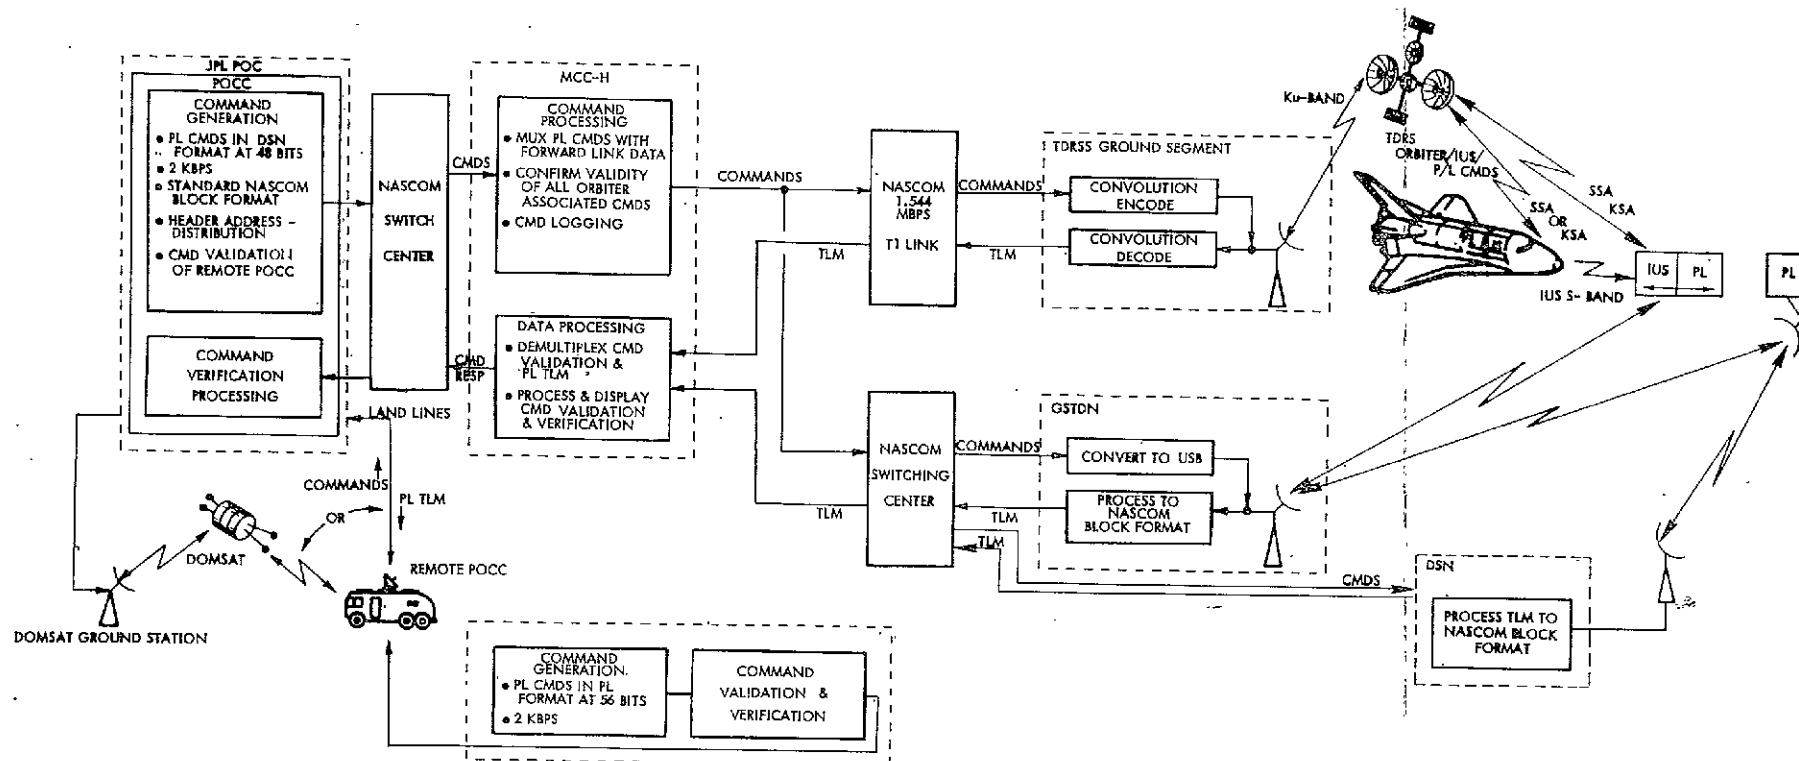 JPL POC
POCC
COMMAND
GENERATION
• PL CMDS IN DSN
FORMAT AT 48 BITS
• 2 KBPS
• STANDARD NASCOM
BLOCK FORMAT
• HEADER ADDRESS -
DISTRIBUTION
• CMD VALIDATION
OF REMOTE POCC
COMMAND
VERIFICATION
PROCESSING
NASCOM
SWITCH
CENTER
LAND LINES
CMDS
CMD
RESP
MCC-H
COMMAND
PROCESSING
• MUX PL CMDS WITH
FORWARD LINK DATA
• CONFIRM VALIDITY
OF ALL ORBITER
ASSOCIATED CMDS
• CMD LOGGING
DATA PROCESSING
• DEMULTIPLEX CMD
VALIDATION &
PL TLM
• PROCESS & DISPLAY
CMD VALIDATION
& VERIFICATION
COMMANDS
TLM
TLM
NASCOM
1.544
MBPS
T1 LINK
COMMANDS
TLM
TDRSS GROUND SEGMENT
CONVOLUTION
ENCODE
CONVOLUTION
DECODE
Ku-BAND
TDRS
ORBITER/IUS/
P/L CMDS
SSA
OR
KSA
SSA
KSA
IUS S- BAND
IUS
PL
PL
NASCOM
SWITCHING
CENTER
COMMANDS
TLM
TLM
GSTDN
CONVERT TO USB
PROCESS TO
NASCOM
BLOCK FORMAT
CMDS
DSN
PROCESS TLM TO
NASCOM BLOCK
FORMAT
COMMANDS
PL TLM
OR
DOMSAT
REMOTE POCC
DOMSAT GROUND STATION
COMMAND
GENERATION.
• PL CMDS IN PL
FORMAT AT 56 BITS
• 2 KBPS
COMMAND
VALIDATION &
VERIFICATION